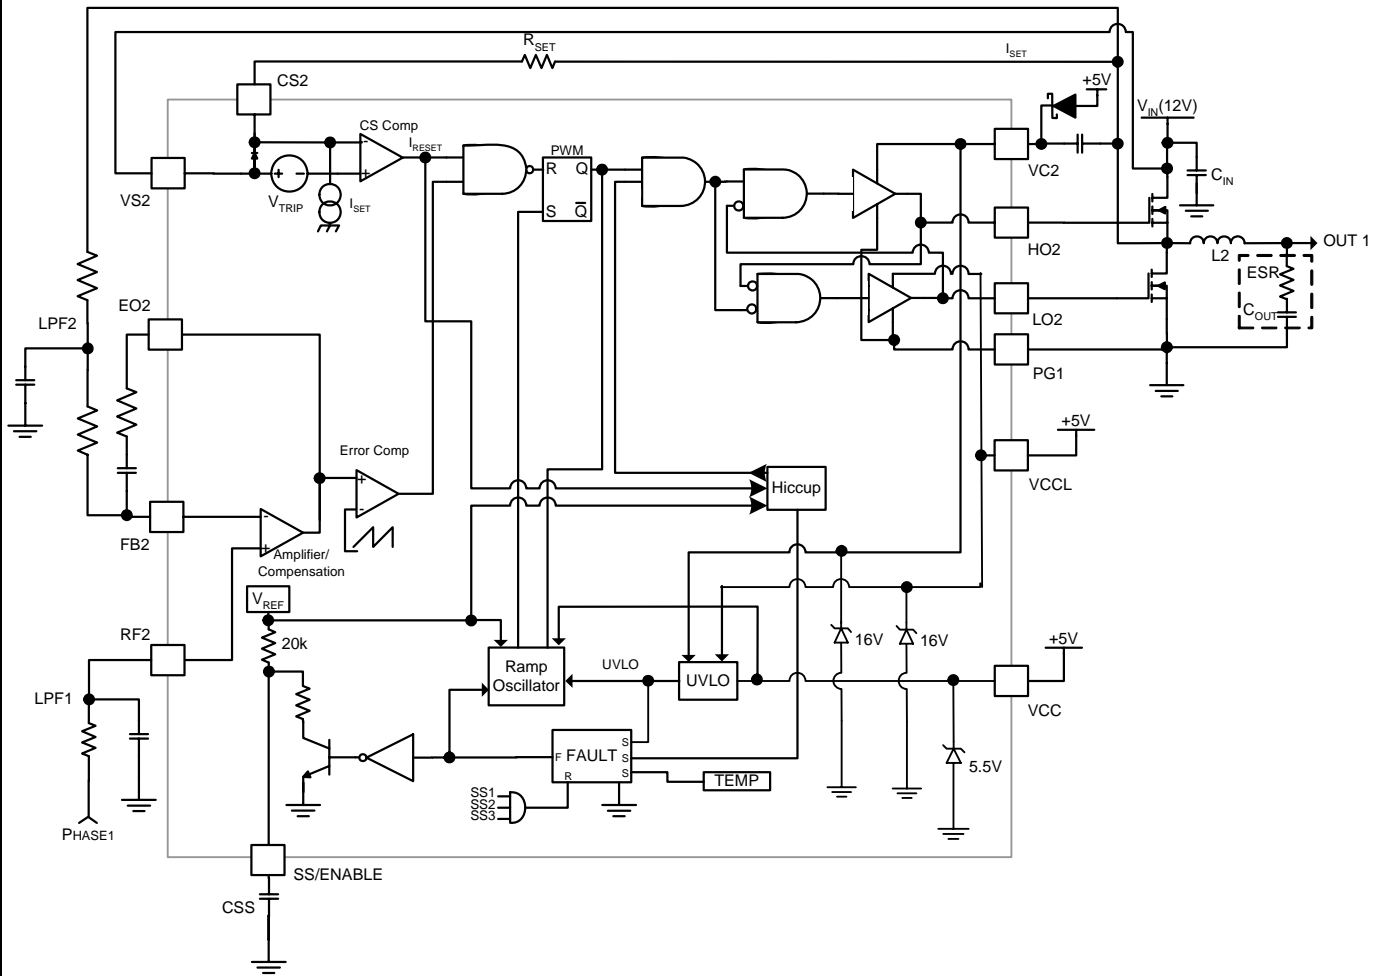 RSET
ISET
CS2
+5V
VIN(12V)
CS Comp
IRESET
PWM
VC2
CIN
- 
+
R Q
S Q̅
VS2
+ -
VTRIP
ISET
HO2
OUT 1
L2
ESR
COUT
EO2
LPF2
LO2
PG1
+5V
Error Comp
+
-
VCCL
Hiccup
FB2
-
+
Amplifier/
Compensation
VREF
RF2
20k
16V
16V
+5V
Ramp
Oscillator
UVLO
UVLO
LPF1
VCC
S
F FAULT S
R S
TEMP
5.5V
SS1
SS2
SS3
PHASE1
SS/ENABLE
CSS